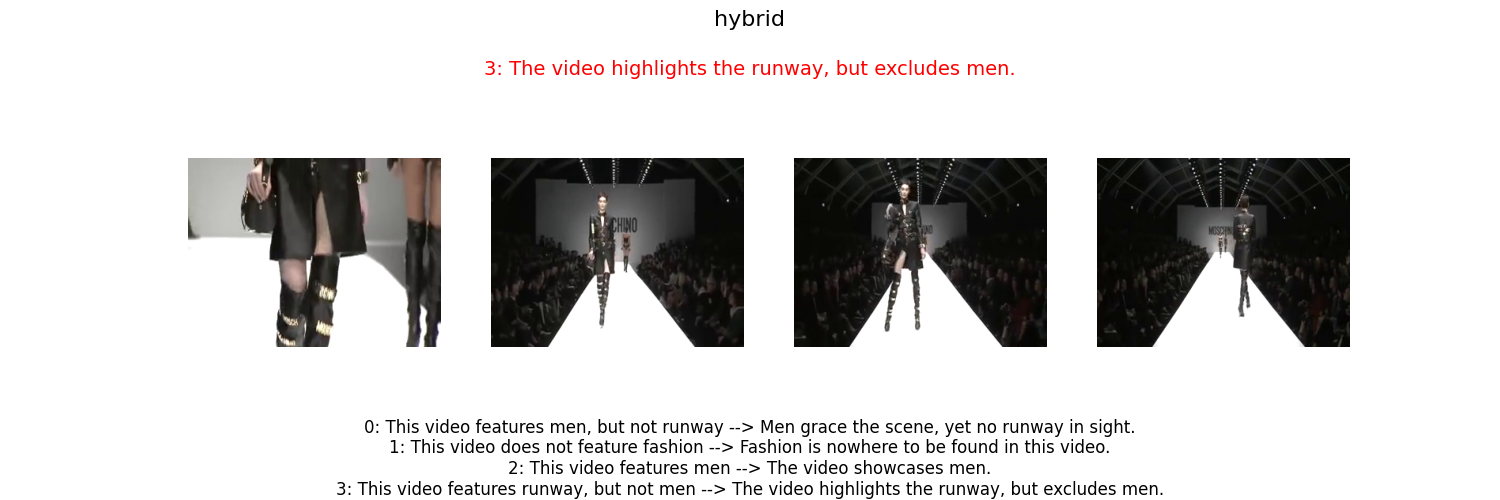 hybrid
3: The video highlights the runway, but excludes men.
MOSCHINO
0: This video features men, but not runway --> Men grace the scene, yet no runway in sight.
1: This video does not feature fashion --> Fashion is nowhere to be found in this video.
2: This video features men --> The video showcases men.
3: This video features runway, but not men --> The video highlights the runway, but excludes men.